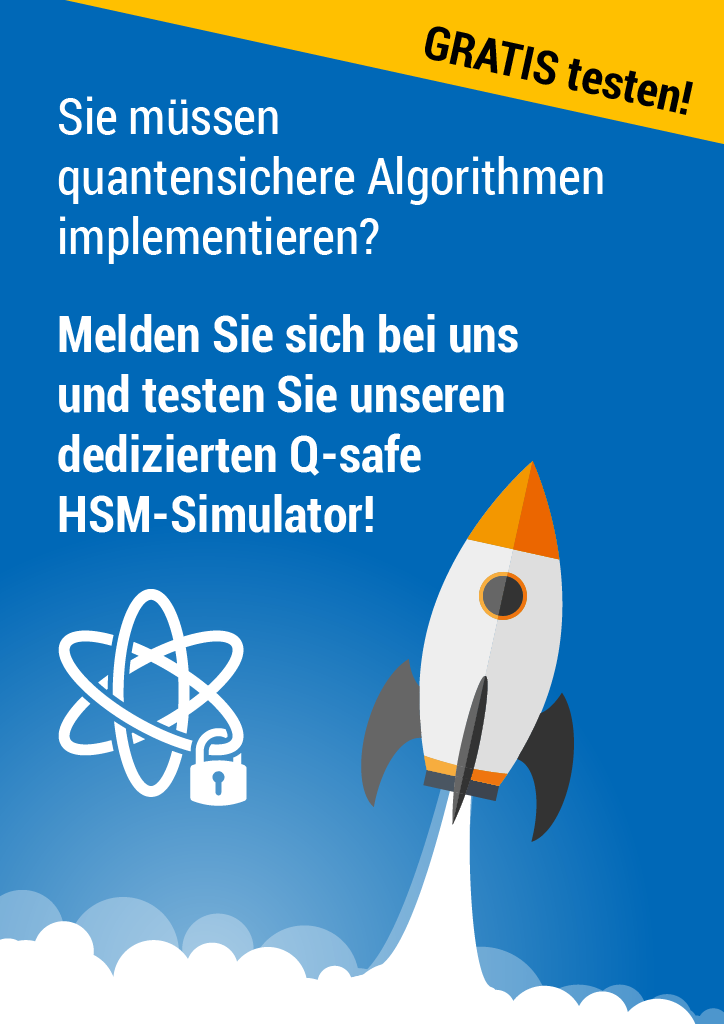 GRATIS testen!
Sie müssen
quantensichere Algorithmen
implementieren?
Melden Sie sich bei uns
und testen Sie unseren
dedizierten Q-safe
HSM-Simulator!